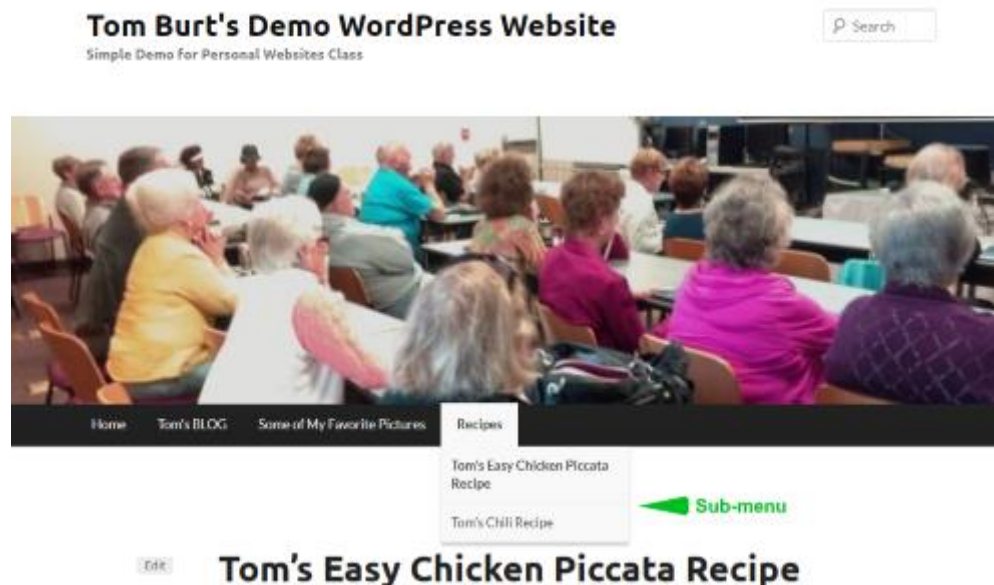 Tom Burt's Demo WordPress Website
Search
Simple Demo for Personal Websites Class
Home Tom's BLOG Some of My Favorite Pictures Recipes
Tom's Easy Chicken Piccata
Recipe
Sub-menu
Tom's Chili Recipe
Edit
Tom’s Easy Chicken Piccata Recipe